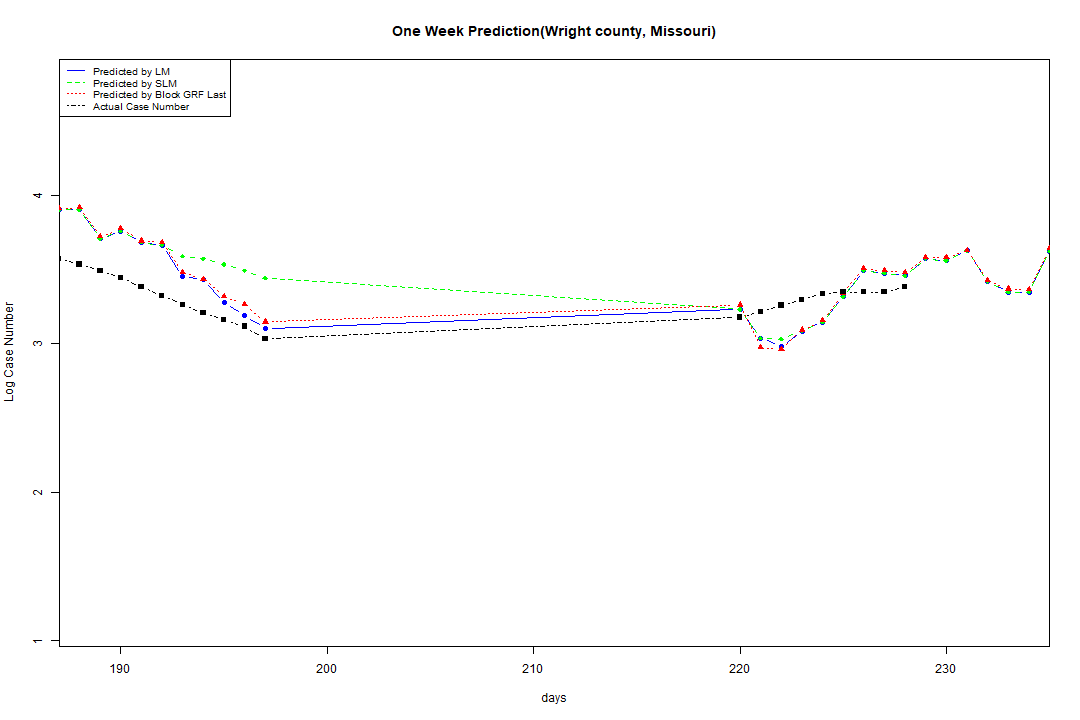 One Week Prediction(Wright county, Missouri)
Predicted by LM
Predicted by SLM
Predicted by Block GRF Last
Actual Case Number
4
3
2
1
Log Case Number
190 200 210 220 230
days